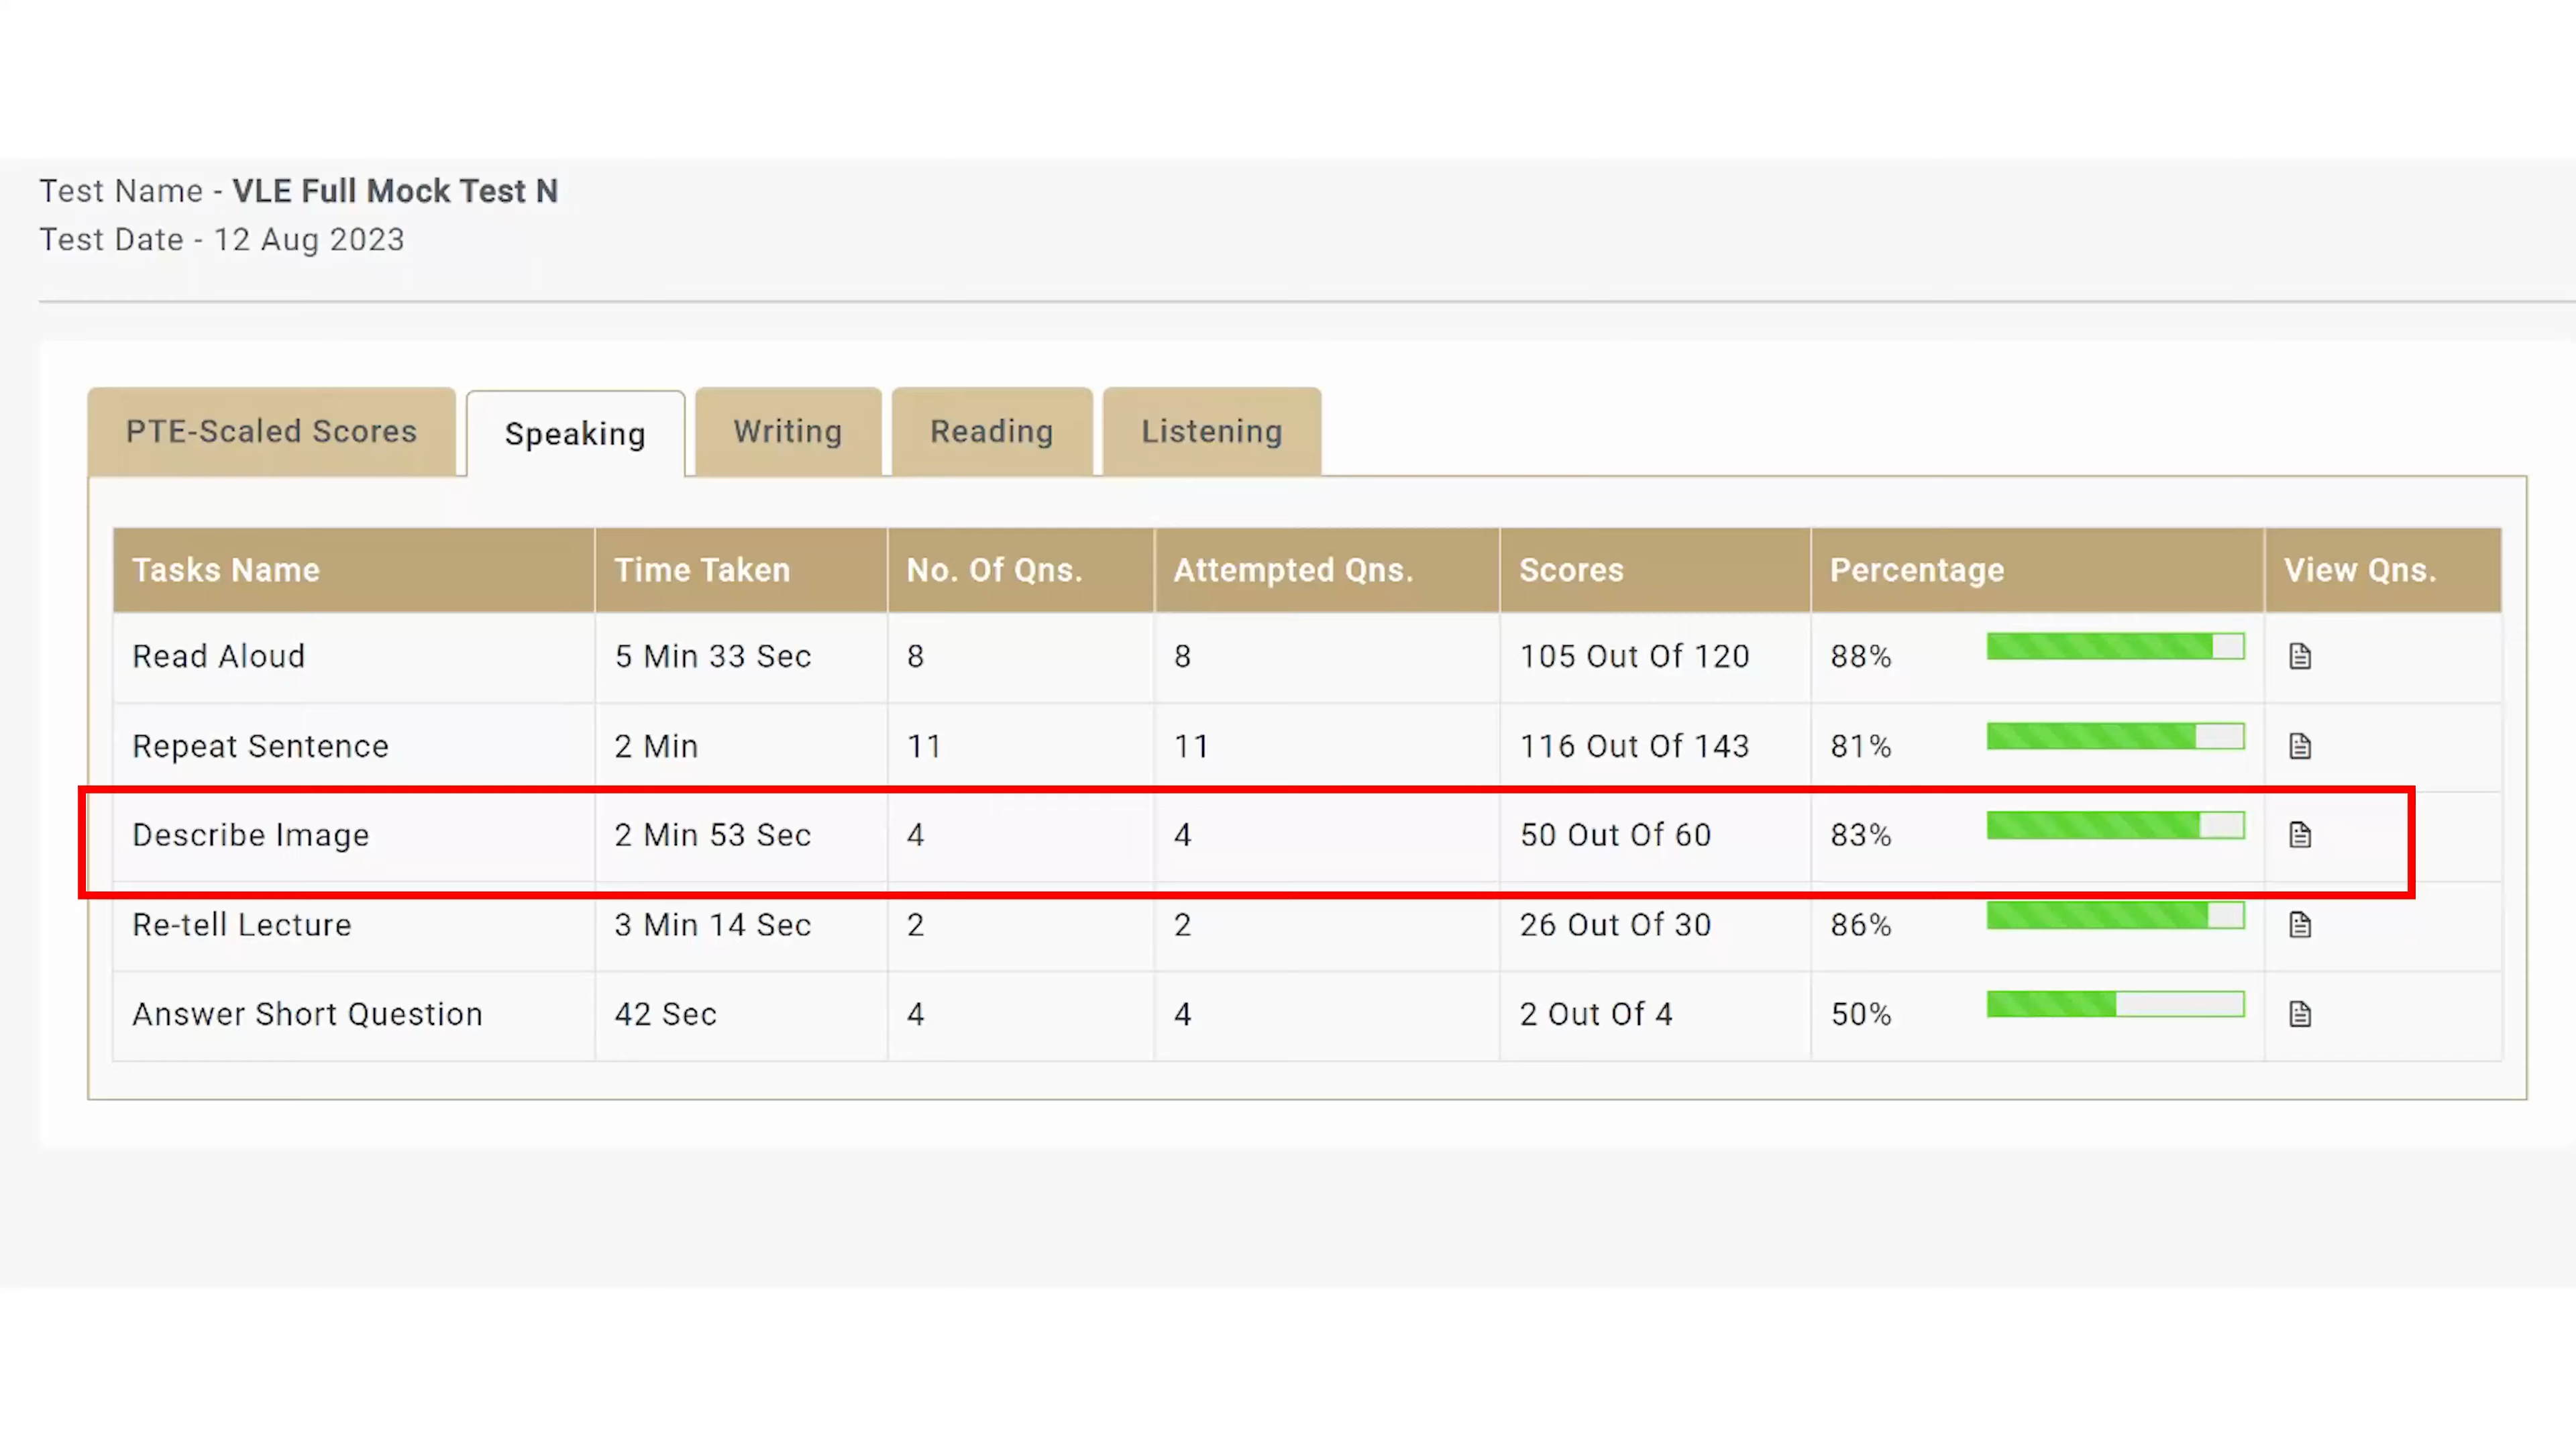 Test Name - VLE Full Mock Test N
Test Date - 12 Aug 2023
PTE-Scaled Scores Speaking Writing Reading Listening
Tasks Name Time Taken No. Of Qns. Attempted Qns. Scores Percentage View Qns.
Read Aloud 5 Min 33 Sec 8 8 105 Out Of 120 88%
Repeat Sentence 2 Min 11 11 116 Out Of 143 81%
Describe Image 2 Min 53 Sec 4 4 50 Out Of 60 83%
Re-tell Lecture 3 Min 14 Sec 2 2 26 Out Of 30 86%
Answer Short Question 42 Sec 4 4 2 Out Of 4 50%